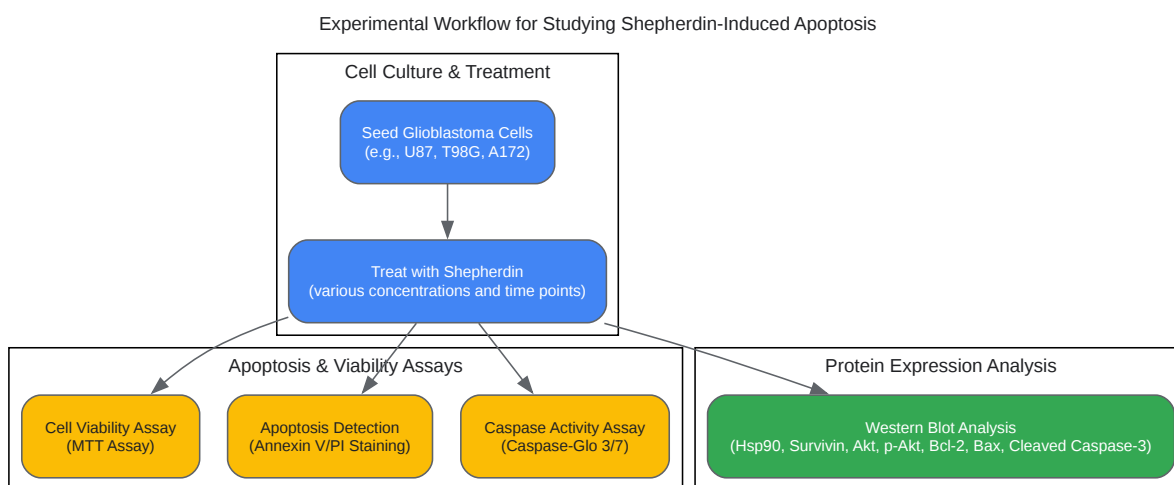 Experimental Workflow for Studying Shepherdin-Induced Apoptosis
Cell Culture & Treatment
Seed Glioblastoma Cells
(e.g., U87, T98G, A172)
Treat with Shepherdin
(various concentrations and time points)
Apoptosis & Viability Assays
Cell Viability Assay
(MTT Assay)
Apoptosis Detection
(Annexin V/PI Staining)
Caspase Activity Assay
(Caspase-Glo 3/7)
Protein Expression Analysis
Western Blot Analysis
(Hsp90, Survivin, Akt, p-Akt, Bcl-2, Bax, Cleaved Caspase-3)